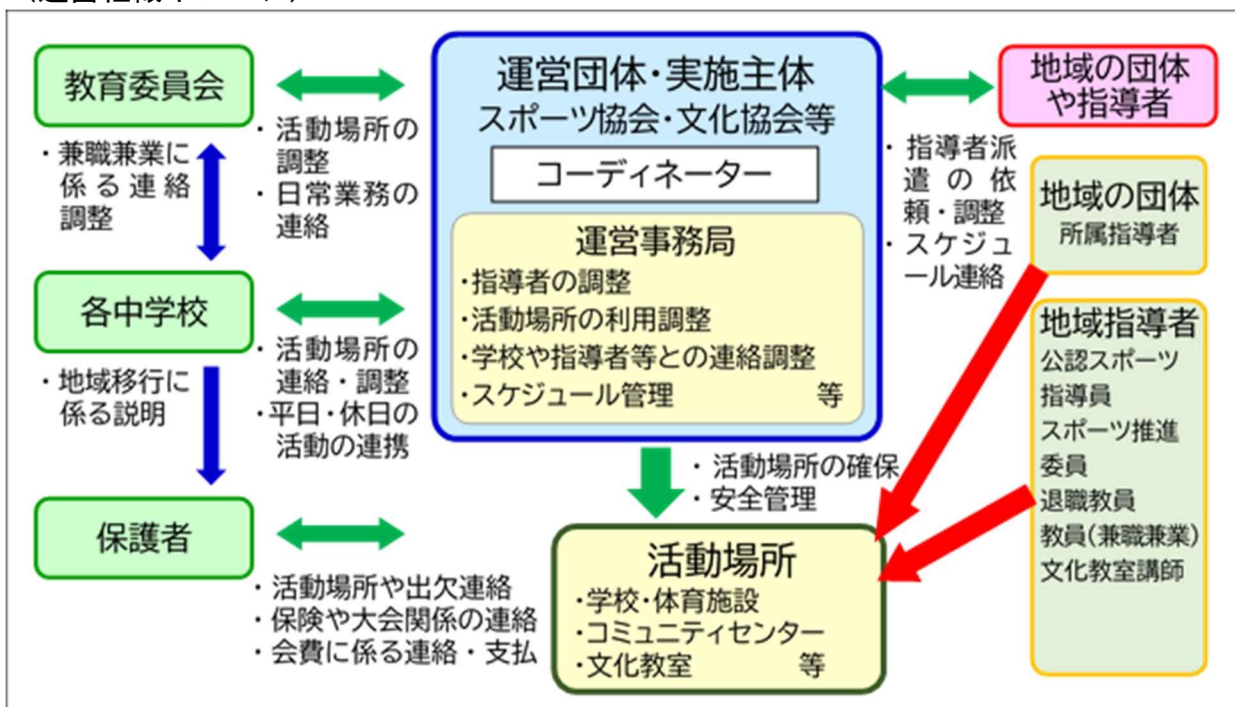 教育委員会
・兼職兼業に
係る連絡
調整
各中学校
・地域移行に
係る説明
保護者
・活動場所の
調整
・日常業務の
連絡
・活動場所の
連絡・調整
・平日・休日の
活動の連携
・活動場所や出欠連絡
・保険や大会関係の連絡
・会費に係る連絡・支払
運営団体・実施主体
スポーツ協会・文化協会等
コーディネーター
運営事務局
・指導者の調整
・活動場所の利用調整
・学校や指導者等との連絡調整
・スケジュール管理 等
・活動場所の確保
・安全管理
活動場所
・学校・体育施設
・コミュニティセンター
・文化教室 等
・指導者派
遣の依
頼・調整
・スケジュ
ール連絡
地域の団体
や指導者
地域の団体
所属指導者
地域指導者
公認スポーツ
指導員
スポーツ推進
委員
退職教員
教員(兼職兼業)
文化教室講師